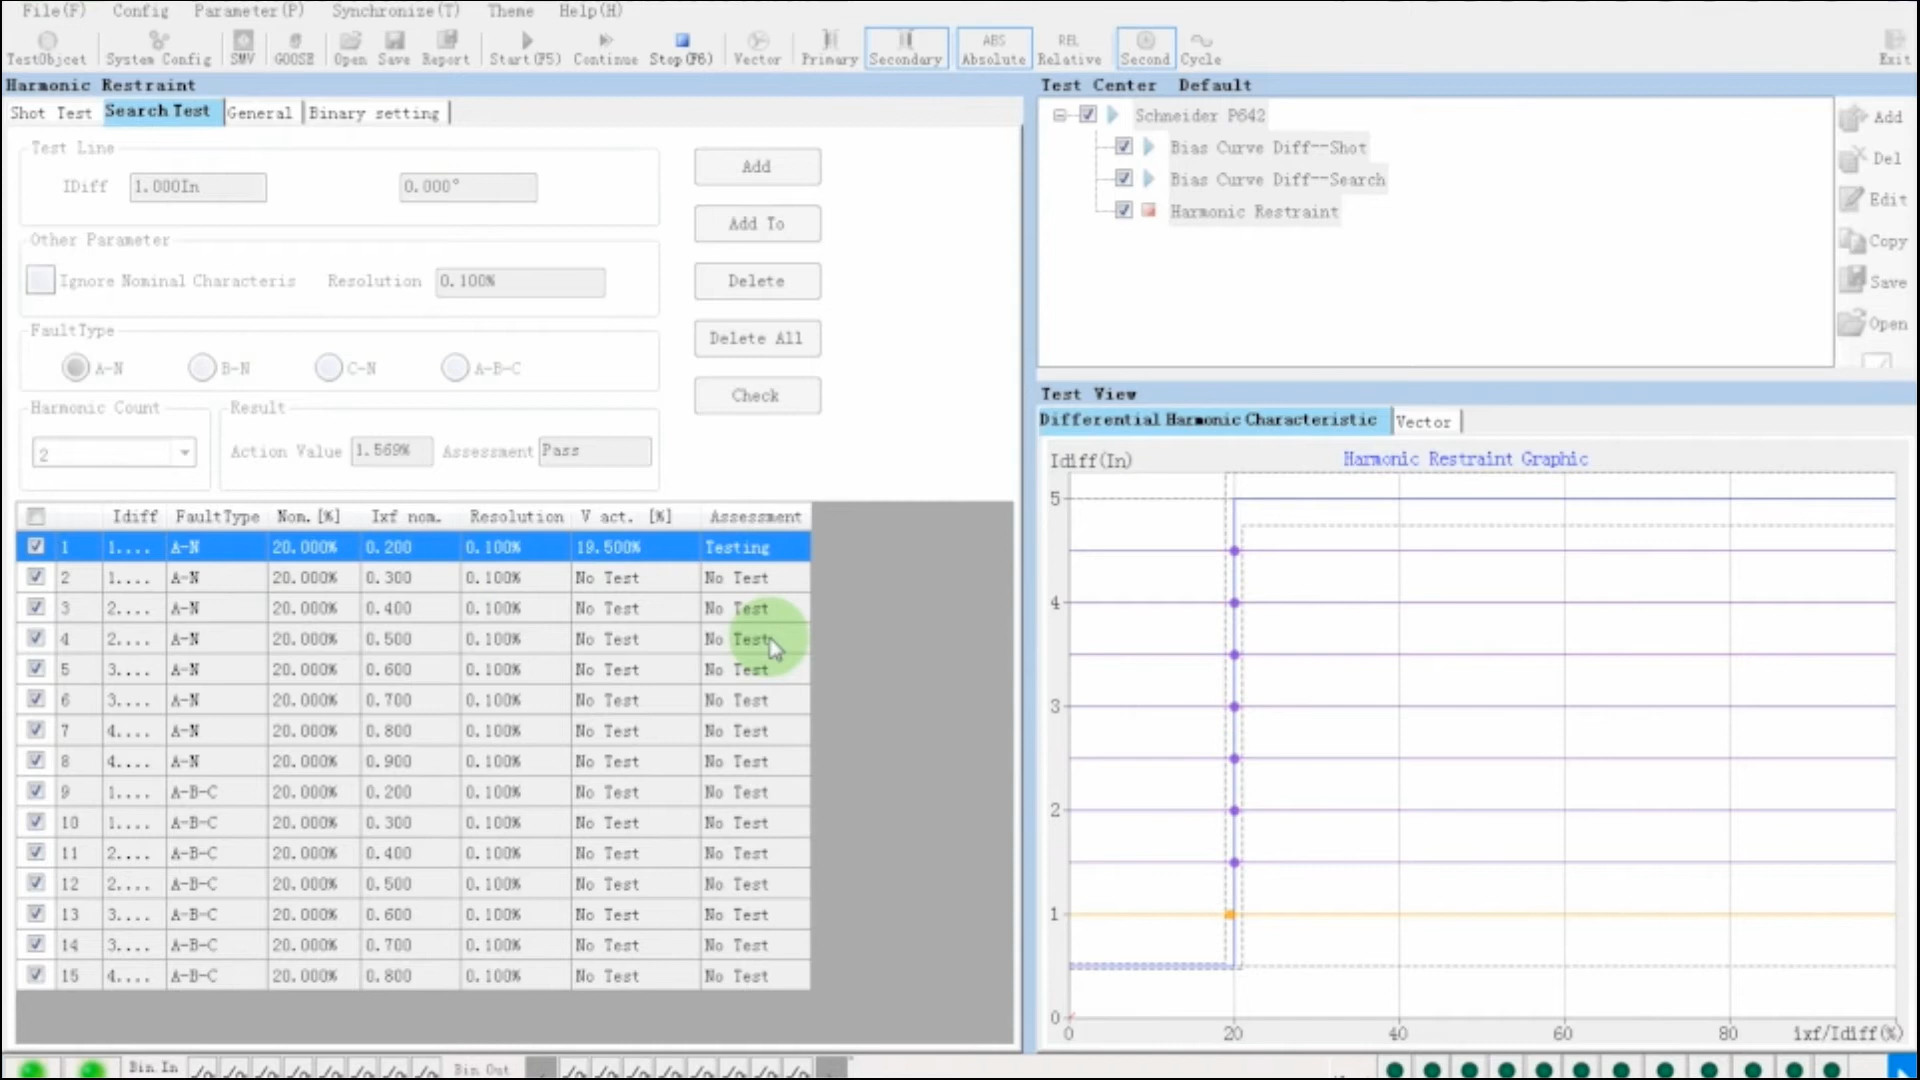 File(F) Config Parameter(P) Synchronize(T) Theme Help(H)
TestObjcet System Config SMV GOOSE Open Save Report Start(F5) Continue Stop(F6) Vector Primary Secondary ABS Absolute REL Relative Second Cycle Exit
Harmonic Restraint
Shot Test Search Test General Binary setting
Test Line
IDiff 1.000In 0.000°
Other Parameter
Ignore Nominal Characteris Resolution 0.100%
FaultType
A-N B-N C-N A-B-C
Harmonic Count
2
Result
Action Value 1.569% Assessment Pass
Add
Add To
Delete
Delete All
Check
Idiff FaultType Nom.[%] Ixf nom. Resolution V act. [%] Assessment
1 1.... A-N 20.000% 0.200 0.100% 19.500% Testing
2 1.... A-N 20.000% 0.300 0.100% No Test No Test
3 2.... A-N 20.000% 0.400 0.100% No Test No Test
4 2.... A-N 20.000% 0.500 0.100% No Test No Test
5 3.... A-N 20.000% 0.600 0.100% No Test No Test
6 3.... A-N 20.000% 0.700 0.100% No Test No Test
7 4.... A-N 20.000% 0.800 0.100% No Test No Test
8 4.... A-N 20.000% 0.900 0.100% No Test No Test
9 1.... A-B-C 20.000% 0.200 0.100% No Test No Test
10 1.... A-B-C 20.000% 0.300 0.100% No Test No Test
11 2.... A-B-C 20.000% 0.400 0.100% No Test No Test
12 2.... A-B-C 20.000% 0.500 0.100% No Test No Test
13 3.... A-B-C 20.000% 0.600 0.100% No Test No Test
14 3.... A-B-C 20.000% 0.700 0.100% No Test No Test
15 4.... A-B-C 20.000% 0.800 0.100% No Test No Test
Bin In Bin Out
Test Center Default
Schneider P642
Bias Curve Diff--Shot
Bias Curve Diff--Search
Harmonic Restraint
Add
Del
Edit
Copy
Save
Open
Test View
Differential Harmonic Characteristic Vector
Idiff(In) Harmonic Restraint Graphic
5
4
3
2
1
0
0 20 40 60 80 ixf/Idiff(%)